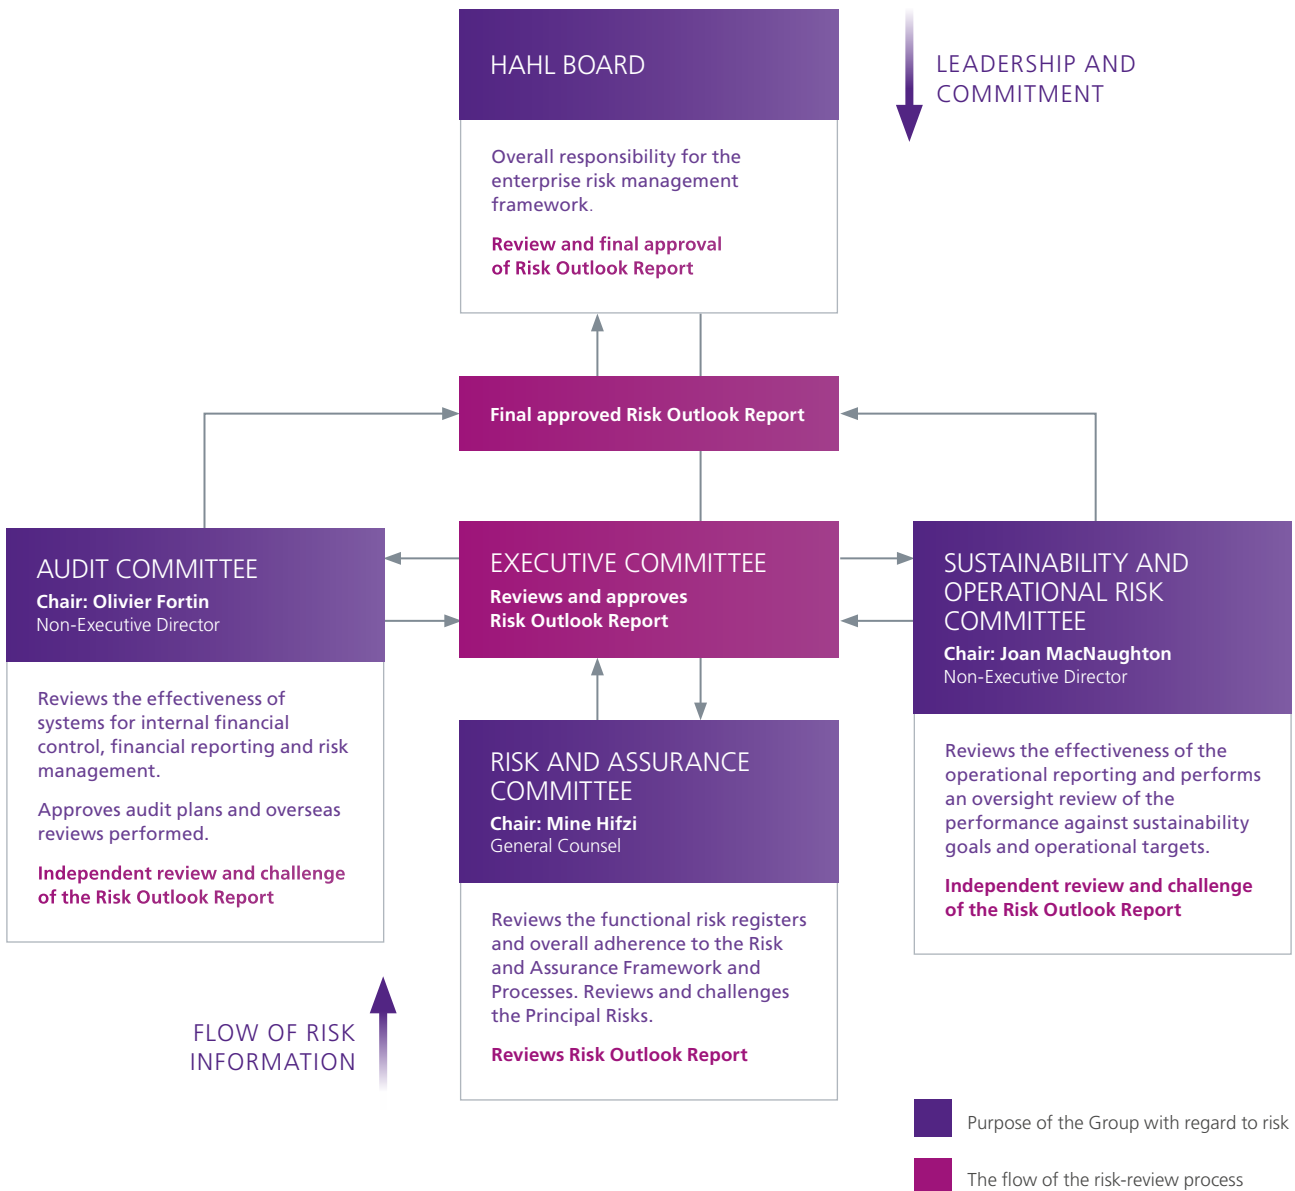 HAHL BOARD
Overall responsibility for the
enterprise risk management
framework.
Review and final approval
of Risk Outlook Report
LEADERSHIP AND
COMMITMENT
Final approved Risk Outlook Report
AUDIT COMMITTEE
Chair: Olivier Fortin
Non-Executive Director
Reviews the effectiveness of
systems for internal financial
control, financial reporting and risk
management.
Approves audit plans and overseas
reviews performed.
Independent review and challenge
of the Risk Outlook Report
EXECUTIVE COMMITTEE
Reviews and approves
Risk Outlook Report
SUSTAINABILITY AND
OPERATIONAL RISK
COMMITTEE
Chair: Joan MacNaughton
Non-Executive Director
Reviews the effectiveness of the
operational reporting and performs
an oversight review of the
performance against sustainability
goals and operational targets.
Independent review and challenge
of the Risk Outlook Report
RISK AND ASSURANCE
COMMITTEE
Chair: Mine Hifzi
General Counsel
Reviews the functional risk registers
and overall adherence to the Risk
and Assurance Framework and
Processes. Reviews and challenges
the Principal Risks.
Reviews Risk Outlook Report
FLOW OF RISK
INFORMATION
Purpose of the Group with regard to risk
The flow of the risk-review process